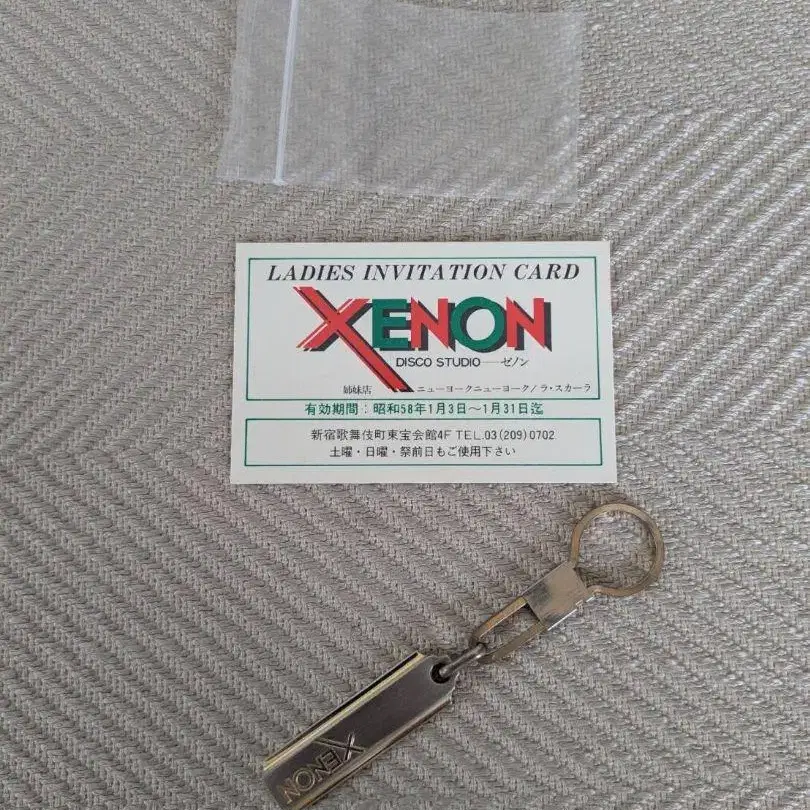 LADIES INVITATION CARD
XENON
DISCO STUDIO──ゼノン
姉妹店 ニューヨークニューヨーク/ラ・スカーラ
有効期間:昭和58年1月3日～1月31日迄
新宿歌舞伎町東宝会館4F TEL.03(209)0702
土曜・日曜・祭前日もご使用下さい
XENON